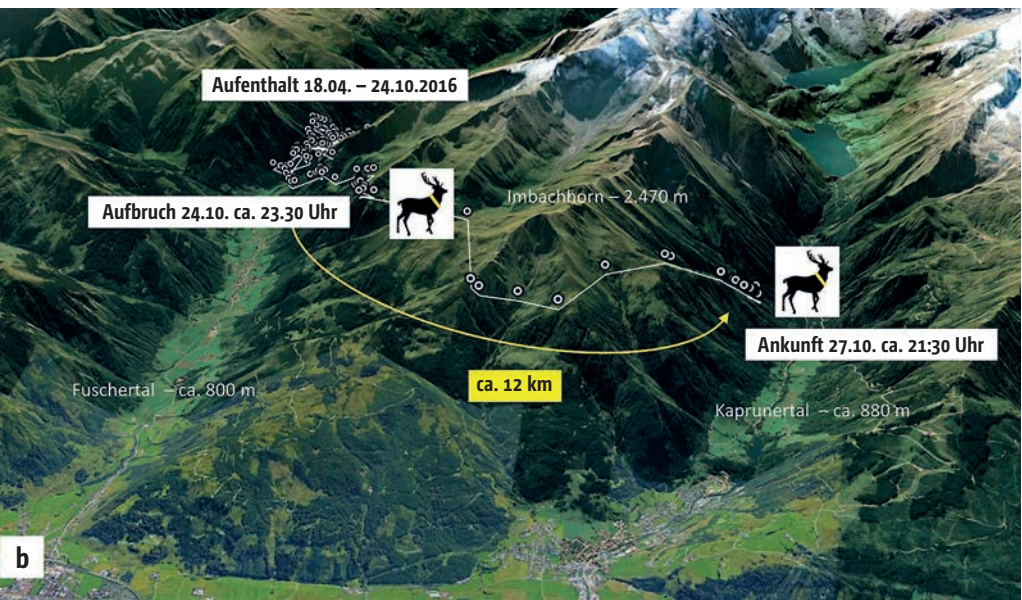 Aufenthalt 18.04. – 24.10.2016
Imbachhorn – 2.470 m
Aufbruch 24.10. ca. 23.30 Uhr
Ankunft 27.10. ca. 21:30 Uhr
ca. 12 km
Fuschertal – ca. 800 m
Kaprunertal – ca. 880 m
b